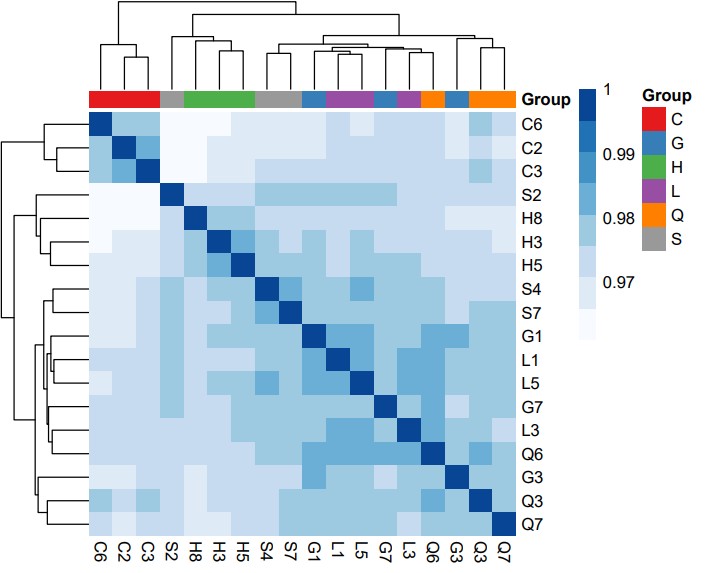 Group
C6
C2
C3
S2
H8
H3
H5
S4
S7
G1
L1
L5
G7
L3
Q6
G3
Q3
Q7
1
0.99
0.98
0.97
Group
C
G
H
L
Q
S
C6 C2 C3 S2 H8 H3 H5 S4 S7 G1 L1 L5 G7 L3 Q6 G3 Q3 Q7